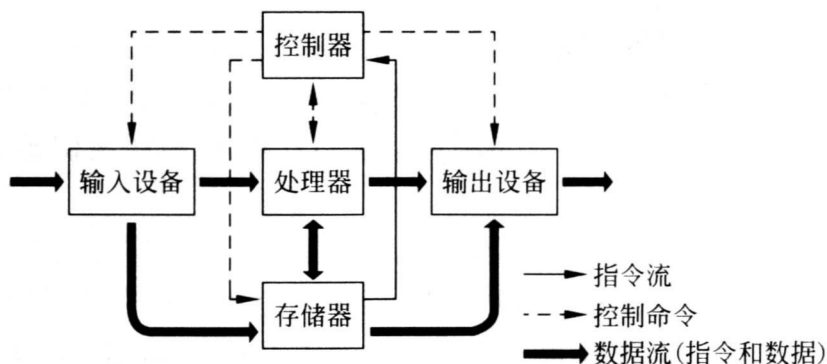 控制器
输入设备
处理器
输出设备
存储器
指令流
控制命令
数据流(指令和数据)